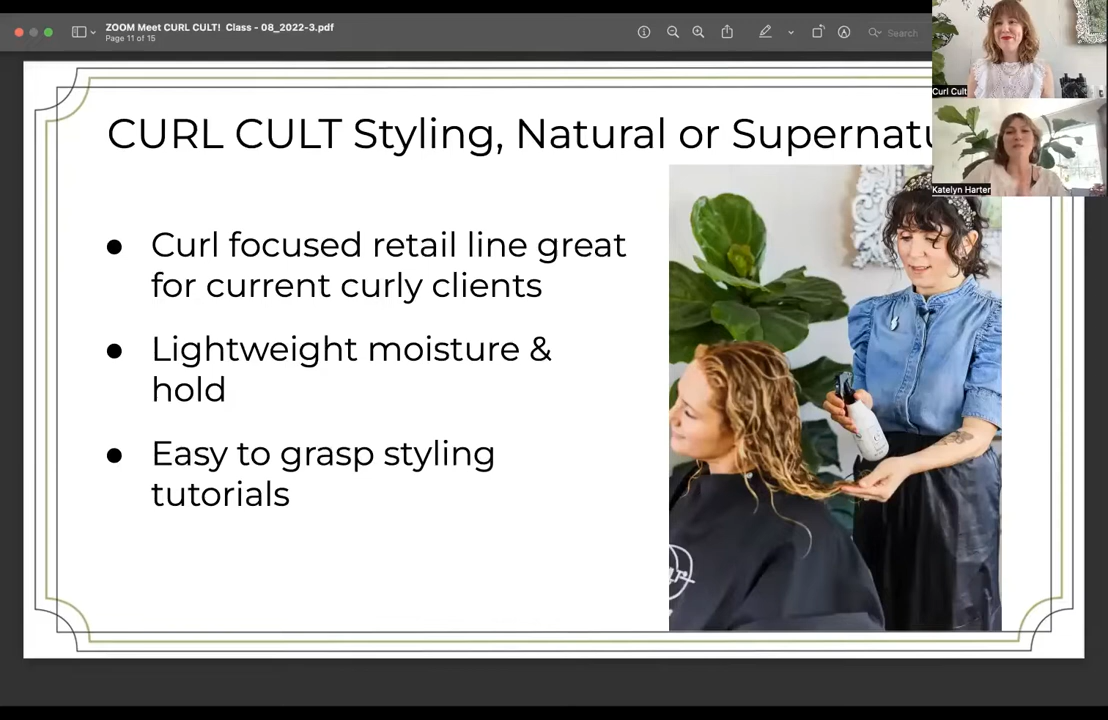 ZOOM Meet CURL CULT! Class - 08_2022-3.pdf
Page 11 of 15
Search
Curl Cult
Katelyn Harter
CURL CULT Styling, Natural or Supernatu
● Curl focused retail line great
for current curly clients
● Lightweight moisture &
hold
● Easy to grasp styling
tutorials